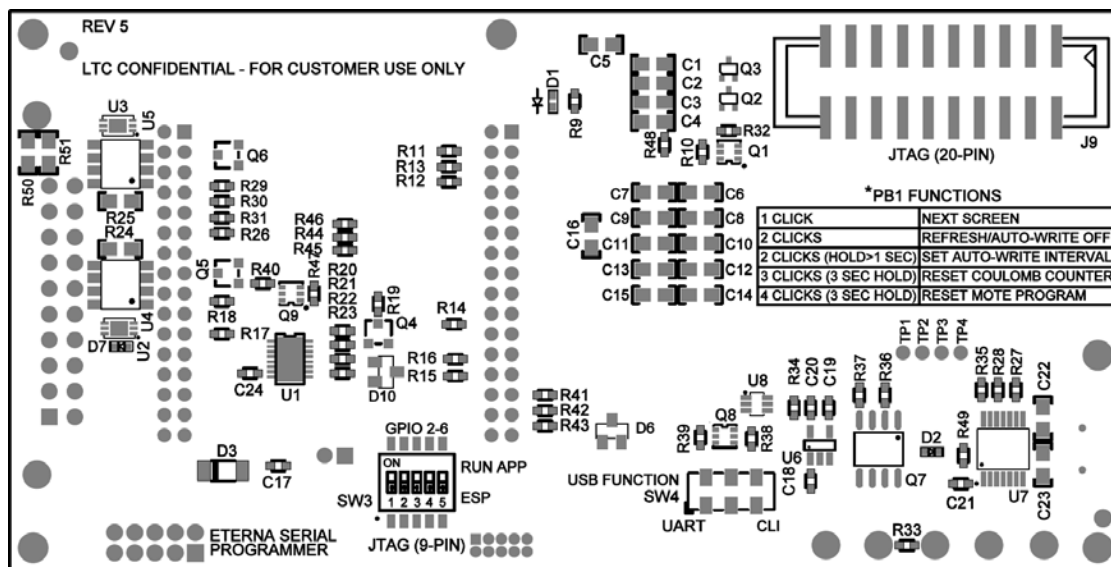 REV 5
LTC CONFIDENTIAL - FOR CUSTOMER USE ONLY
U3
U5
R51
R50
R25
R24
U4
U2
D7
Q6
R29
R30
R31
R26
Q5
R18
R17
R40
R47
Q9
C24
U1
R46
R44
R45
R20
R21
R22
R23
R19
Q4
D10
R11
R13
R12
R14
R16
R15
D3
C17
GPIO 2-6
ON
1 2 3 4 5
RUN APP
ESP
SW3
JTAG (9-PIN)
ETERNA SERIAL
PROGRAMMER
C5
D1
R9
C1
C2
C3
C4
R48
R10
Q3
Q2
R32
Q1
JTAG (20-PIN)
J9
C7
C6
C9
C8
C16
C11
C10
C13
C12
C15
C14
*PB1 FUNCTIONS
1 CLICK NEXT SCREEN
2 CLICKS REFRESH/AUTO-WRITE OFF
2 CLICKS (HOLD>1 SEC) SET AUTO-WRITE INTERVAL
3 CLICKS (3 SEC HOLD) RESET COULOMB COUNTER
4 CLICKS (3 SEC HOLD) RESET MOTE PROGRAM
TP1
TP2
TP3
TP4
R41
R42
R43
D6
U8
R39
Q8
R38
R34
C20
C19
U6
C18
R37
R36
Q7
D2
R49
C21
R35
R28
R27
C22
U7
C23
R33
USB FUNCTION
SW4
UART
CLI